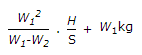 W₁² / W₁-W₂ · H / S + W₁kg